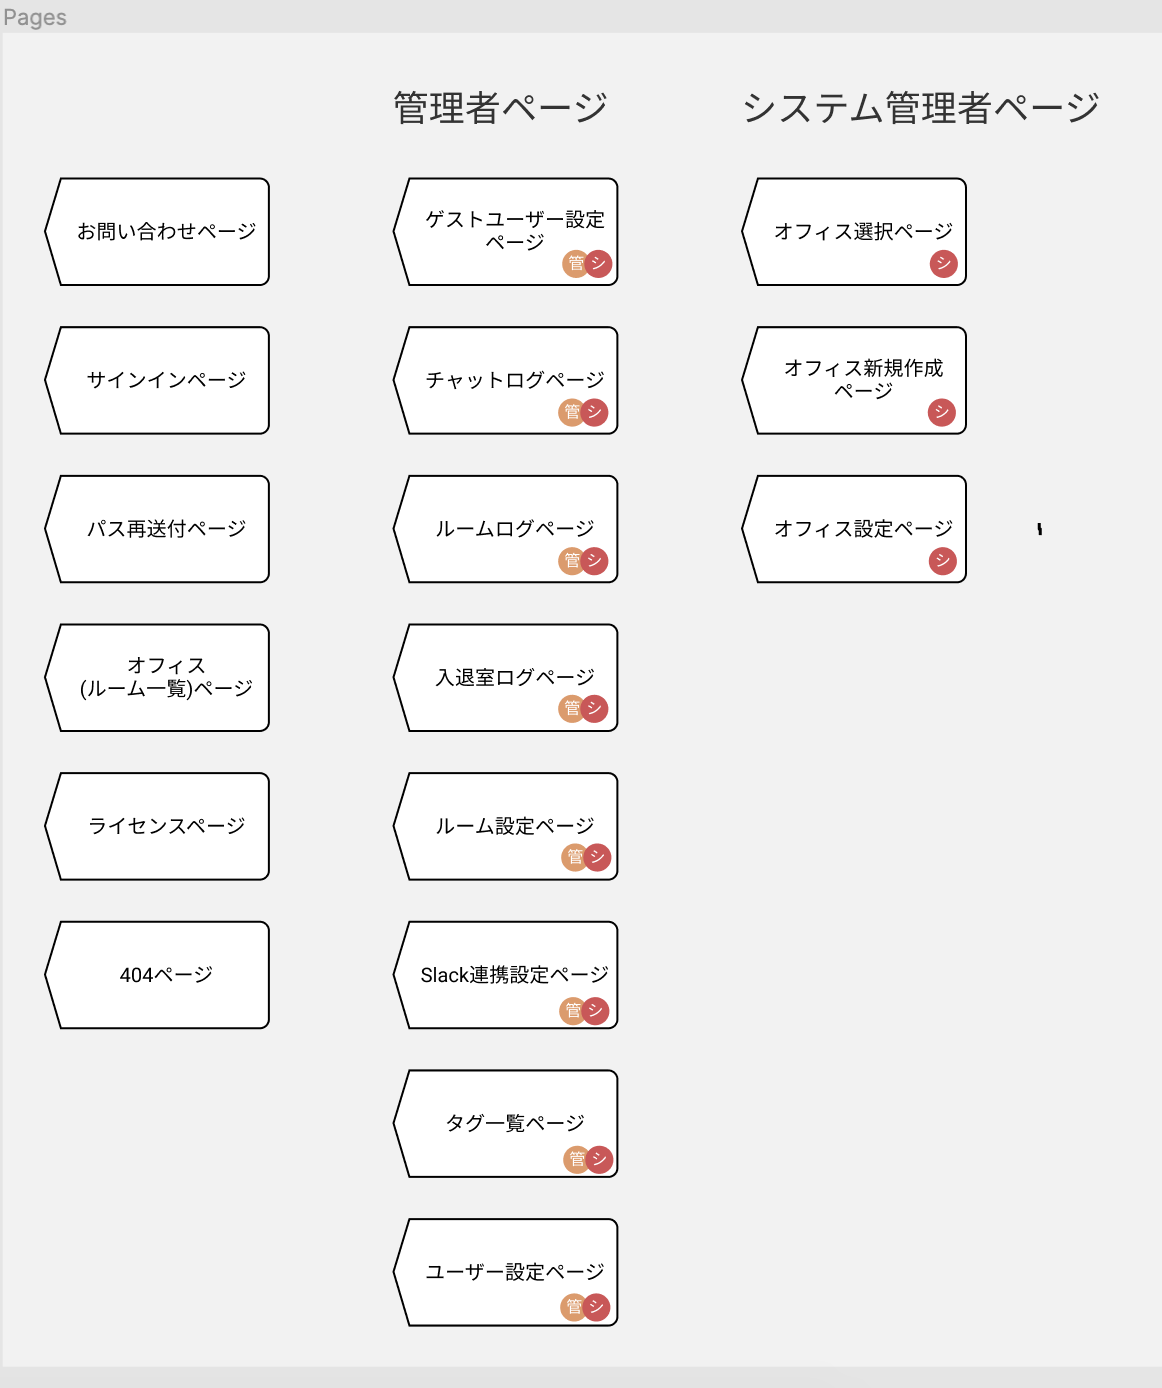 Pages
管理者ページ
システム管理者ページ
お問い合わせページ
サインインページ
パス再送付ページ
オフィス
(ルーム一覧)ページ
ライセンスページ
404ページ
ゲストユーザー設定
ページ
管 シ
チャットログページ
管 シ
ルームログページ
管 シ
入退室ログページ
管 シ
ルーム設定ページ
管 シ
Slack連携設定ページ
管 シ
タグ一覧ページ
管 シ
ユーザー設定ページ
管 シ
オフィス選択ページ
シ
オフィス新規作成
ページ
シ
オフィス設定ページ
シ